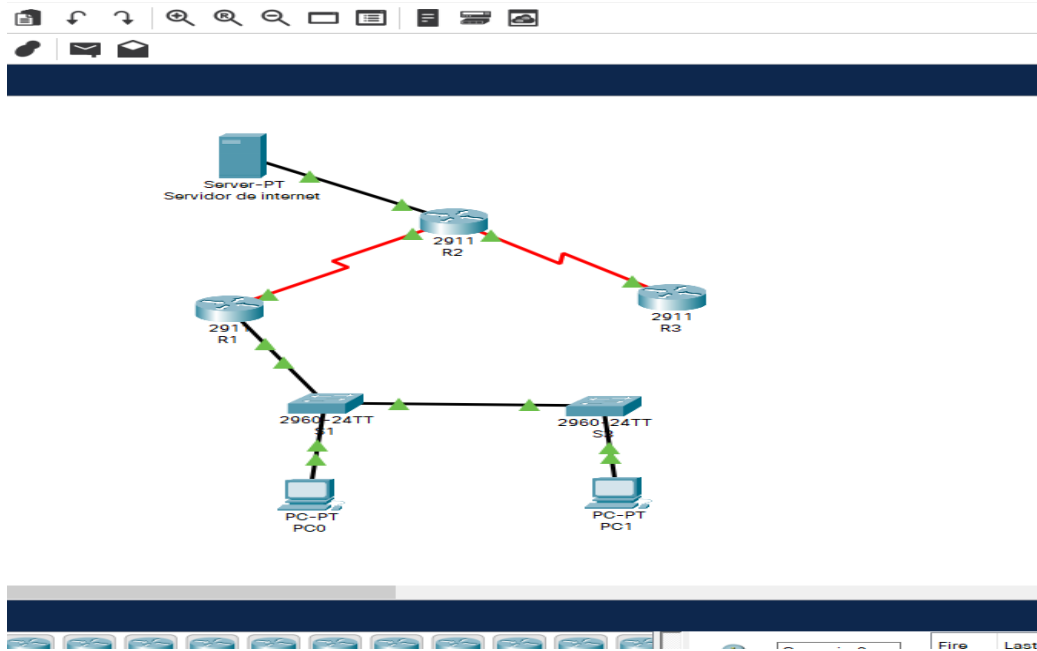 Server-PT
Servidor de internet
2911
R2
2911
R3
2911
R1
2960-24TT
S1
2960-24TT
PC-PT
PC0
PC-PT
PC1
Fire
Last